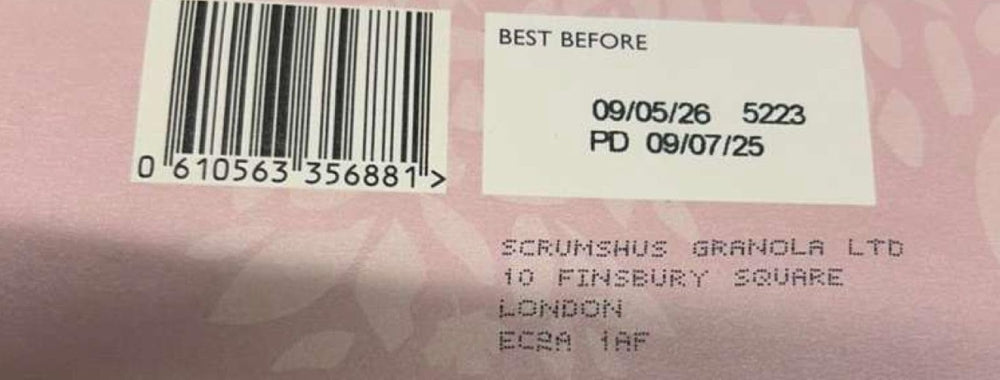 0 610563 356881 >
BEST BEFORE
09/05/26 5223
PD 09/07/25
SCRUMSHUS GRANOLA LTD
10 FINSBURY SQUARE
LONDON
EC2A 1AF